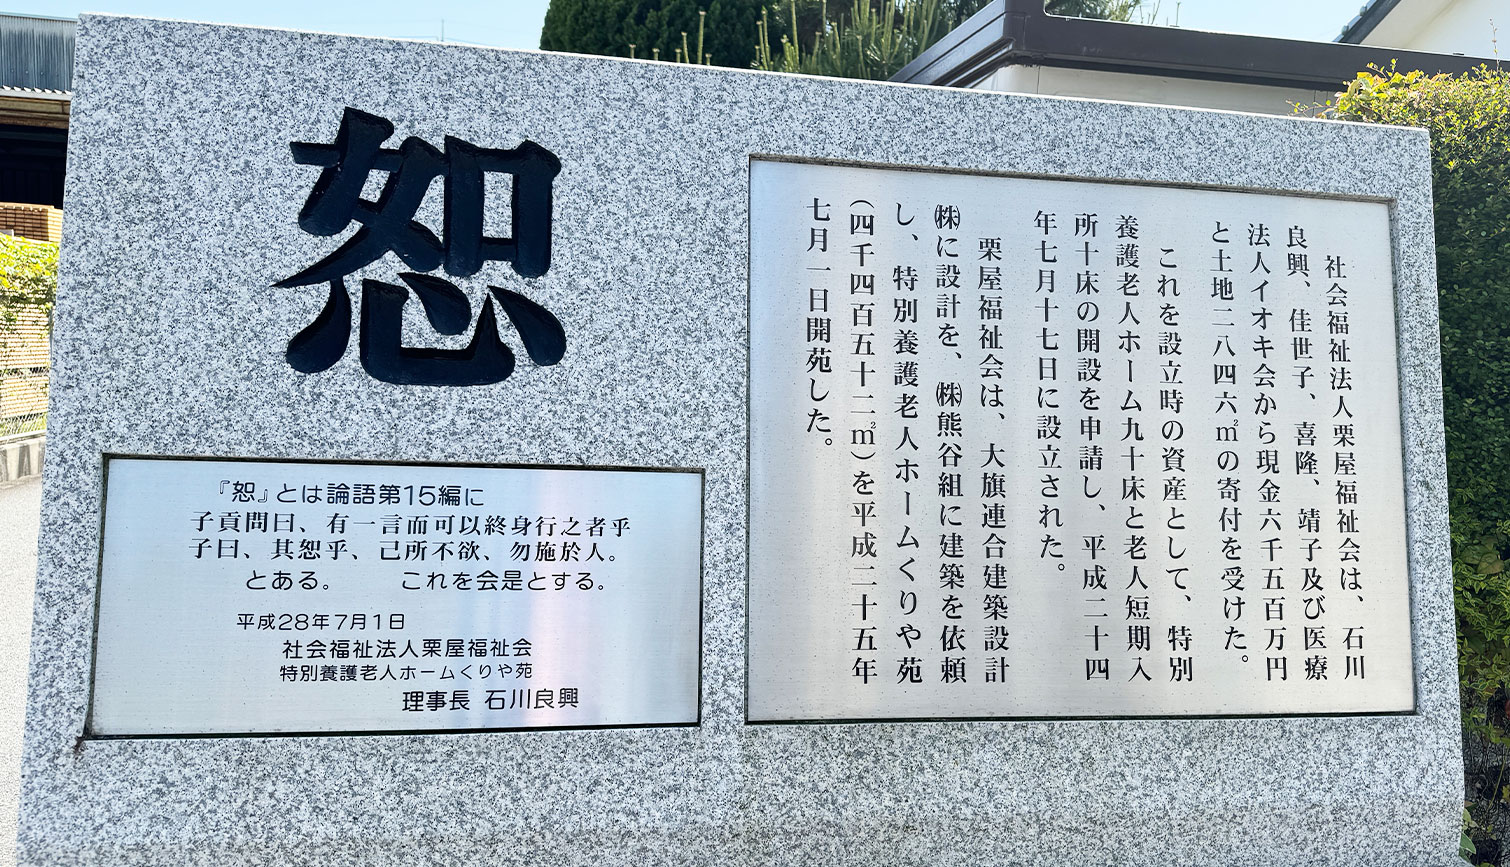 恕
『恕』とは論語第15編に
子貢問曰、有一言而可以終身行之者乎
子曰、其恕乎、己所不欲、勿施於人。
とある。 これを会是とする。
平成28年7月1日
社会福祉法人栗屋福祉会
特別養護老人ホームくりや苑
理事長 石川良興
社会福祉法人栗屋福祉会は、石川
良興、佳世子、喜隆、靖子及び医療
法人イオキ会から現金六千五百万円
と土地二八四六㎡の寄付を受けた。
これを設立時の資産として、特別
養護老人ホーム九十床と老人短期入
所十床の開設を申請し、平成二十四
年七月十七日に設立された。
栗屋福祉会は、大旗連合建築設計
㈱に設計を、㈱熊谷組に建築を依頼
し、特別養護老人ホームくりや苑
(四千四百五十二㎡)を平成二十五年
七月一日開苑した。